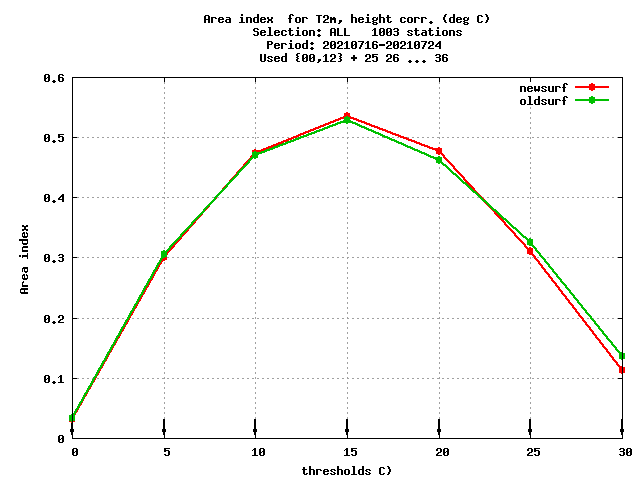 Area index  for T2m, height corr. (deg C)
Selection: ALL   1003 stations
Period: 20210716-20210724
Used {00,12} + 25 26 ... 36
newsurf
oldsurf
0.6
0.5
0.4
0.3
0.2
0.1
0
Area index
0 5 10 15 20 25 30
thresholds C)